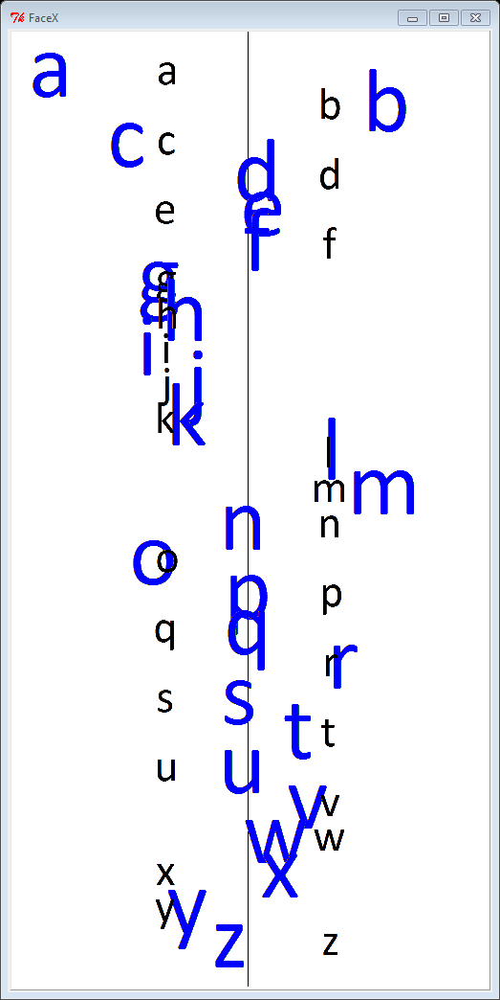 FaceX
a a
b b
c c
d d
e e
f f
g g
h h
i i
j j
k k
l l
m m
n n
o o
p p
q q
r r
s s
t t
u u
v v
w w
x x
y y
z z